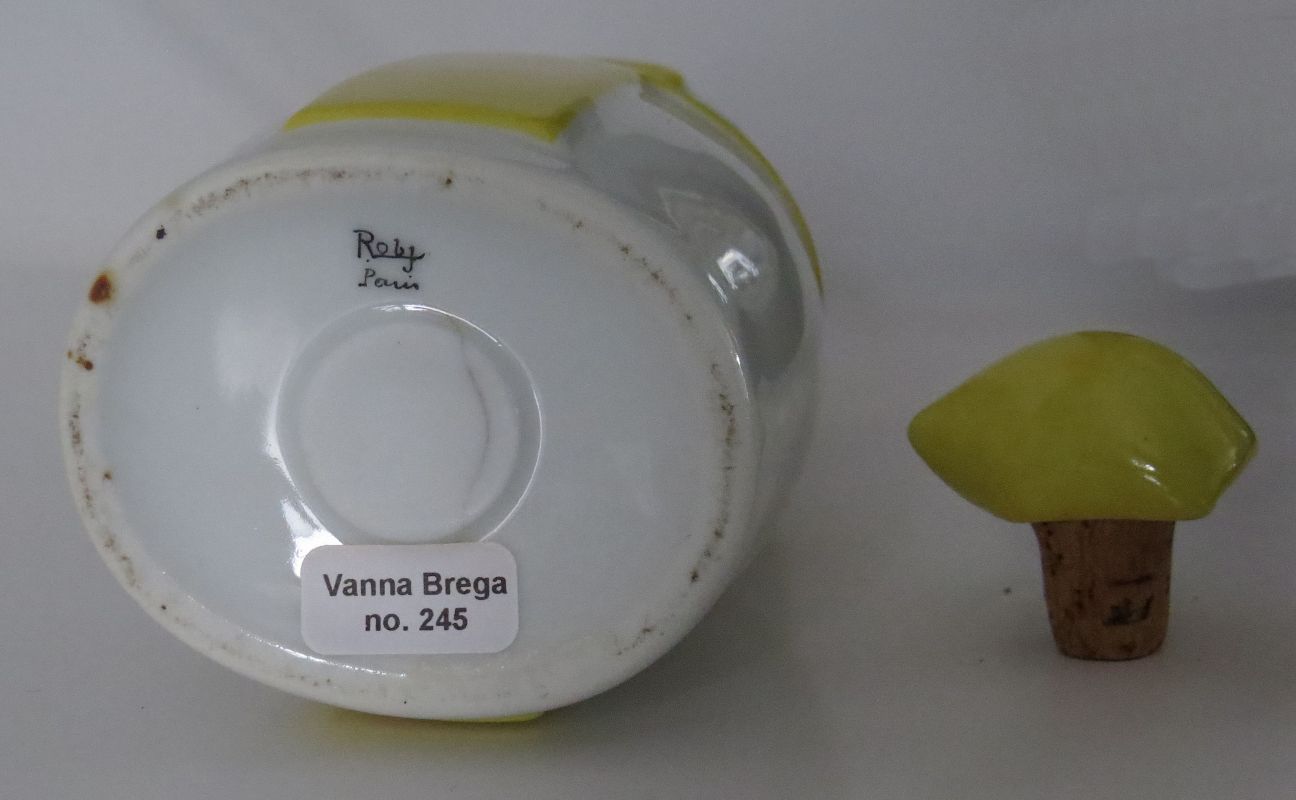 Roby
Paris
Vanna Brega
no. 245